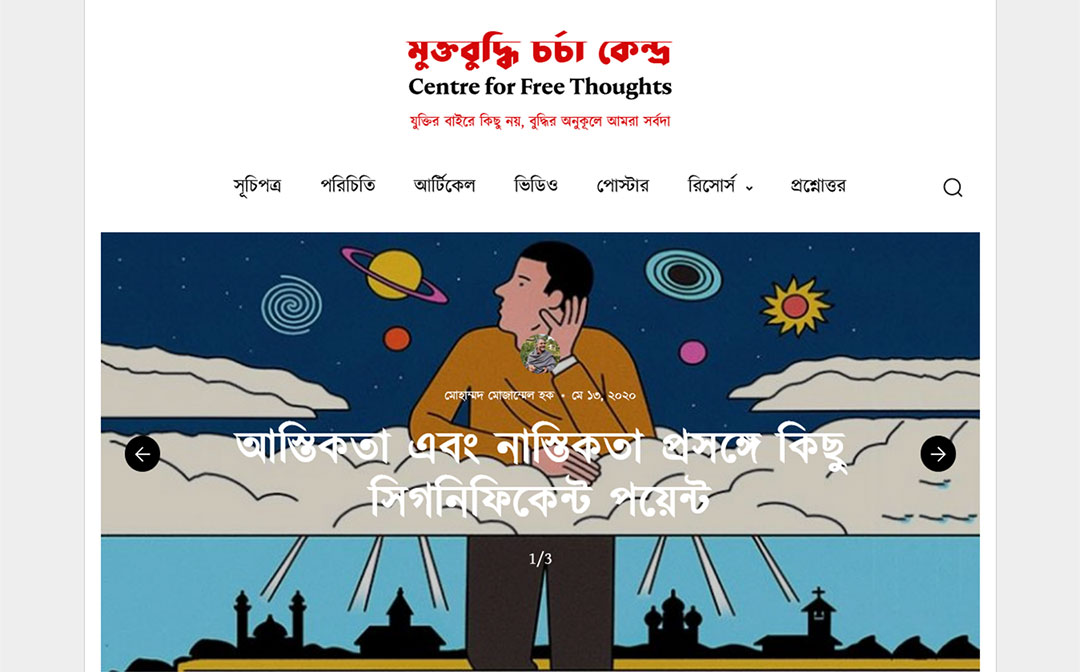 মুক্তবুদ্ধি চর্চা কেন্দ্র
Centre for Free Thoughts
যুক্তির বাইরে কিছু নয়, বুদ্ধির অনুকূলে আমরা সর্বদা
সূচিপত্র পরিচিতি আর্টিকেল ভিডিও পোস্টার রিসোর্স প্রশ্নোত্তর
মোহাম্মদ মোজাম্মেল হক • মে ১৩, ২০২০
আস্তিকতা এবং নাস্তিকতা প্রসঙ্গে কিছু
সিগনিফিকেন্ট পয়েন্ট
1/3